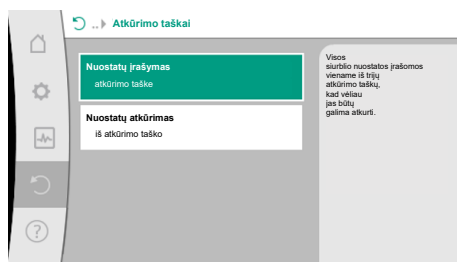 .. Atkūrimo taškai
Nuostatų įrašymas
atkūrimo taške
Nuostatų atkūrimas
iš atkūrimo taško
Visos
siurblio nuostatos įrašomos
viename iš trijų
atkūrimo taškų,
kad vėliau
jas būtų
galima atkurti.
?